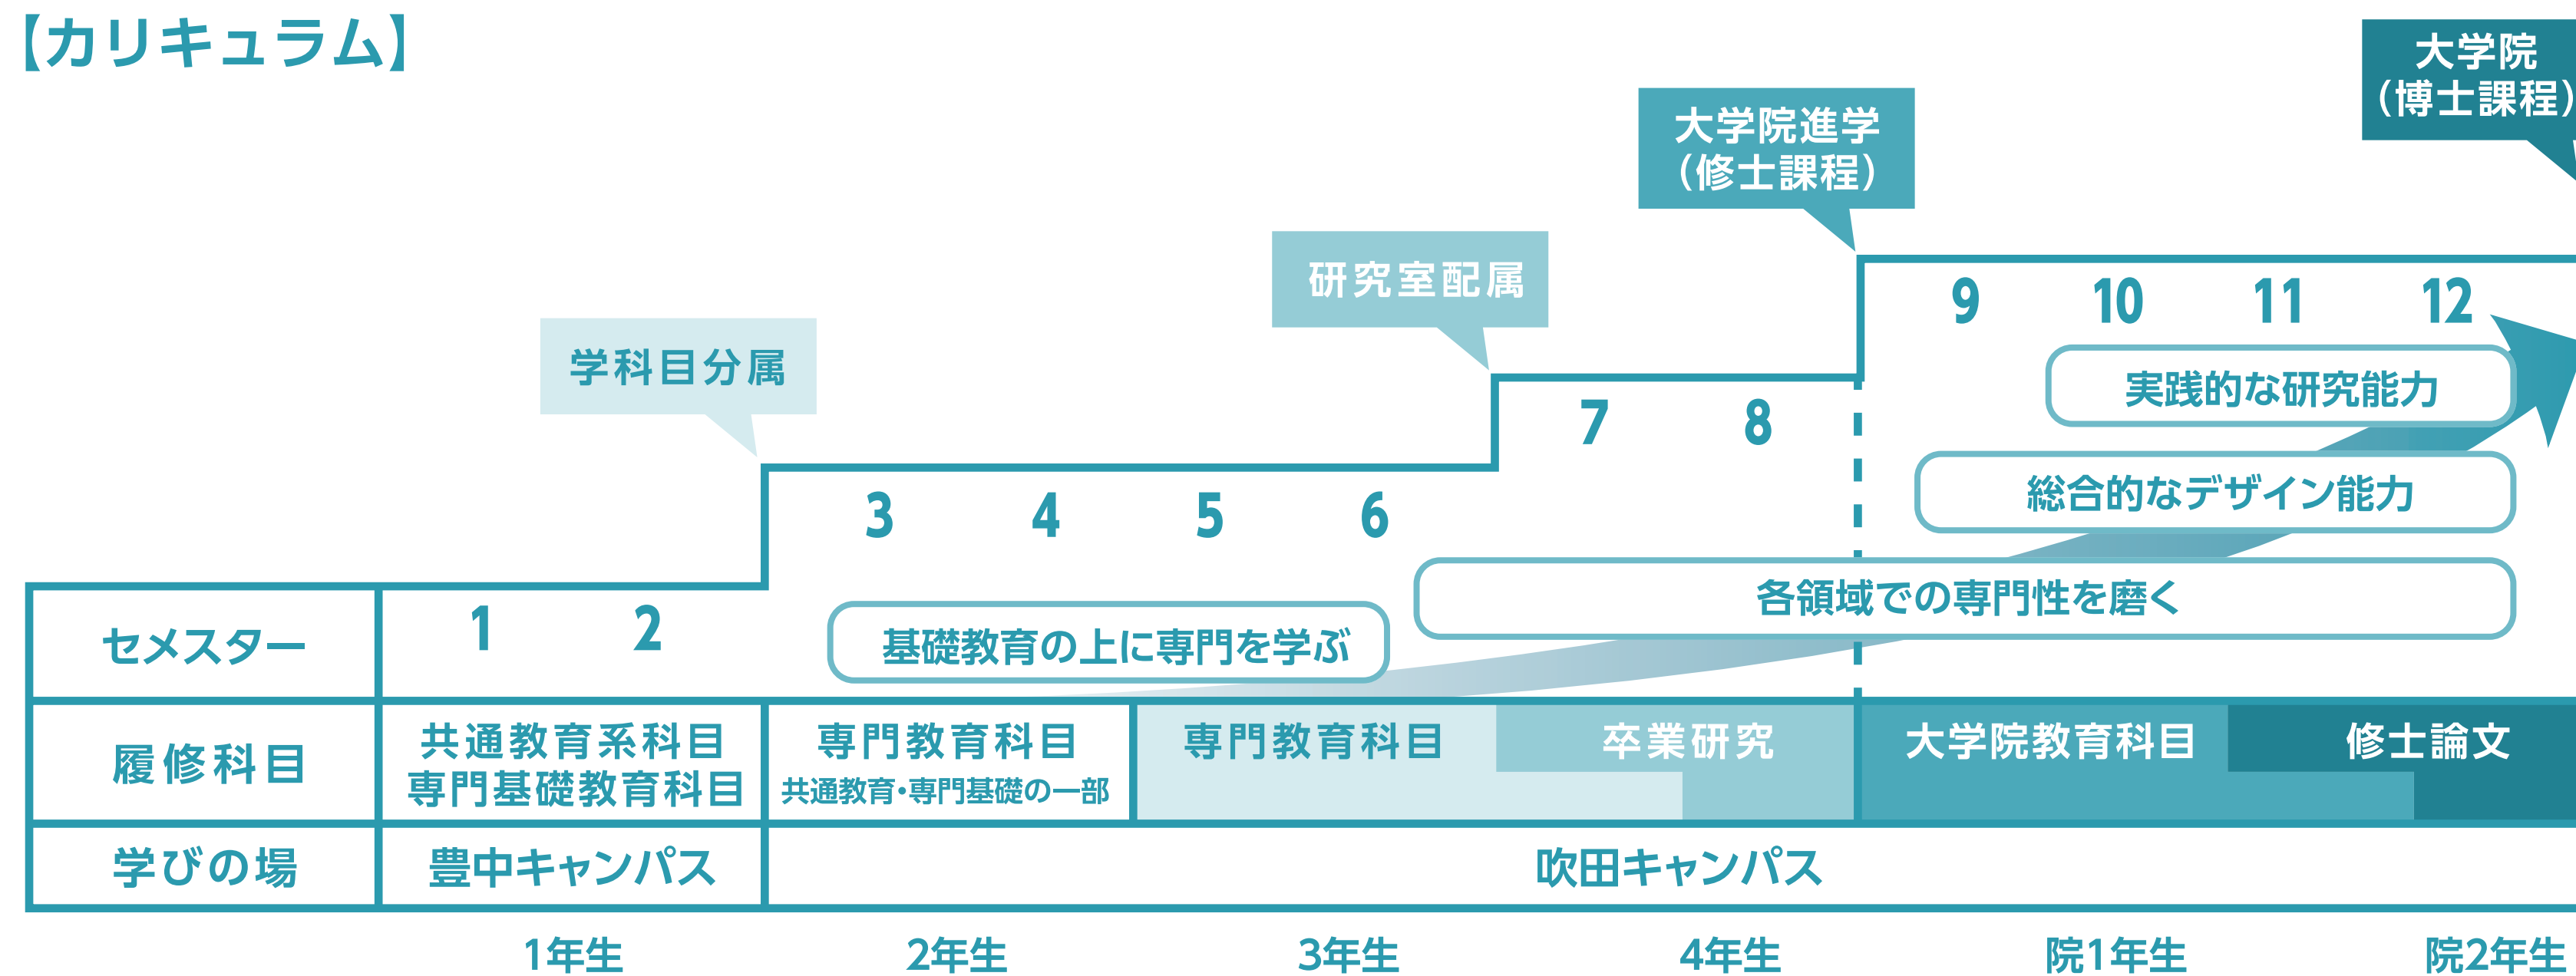 【カリキュラム】
大学院
（博士課程）
大学院進学
（修士課程）
研究室配属
学科目分属
9 10 11 12
実践的な研究能力
7 8
総合的なデザイン能力
3 4 5 6
各領域での専門性を磨く
セメスター 1 2
基礎教育の上に専門を学ぶ
履修科目
共通教育系科目
専門基礎教育科目
専門教育科目
共通教育・専門基礎の一部
専門教育科目
卒業研究
大学院教育科目
修士論文
学びの場
豊中キャンパス
吹田キャンパス
1年生 2年生 3年生 4年生 院1年生 院2年生